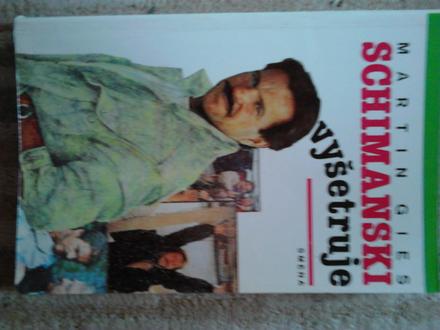 MARTIN GIES
SCHIMANSKI
vyšetruje
SMENA